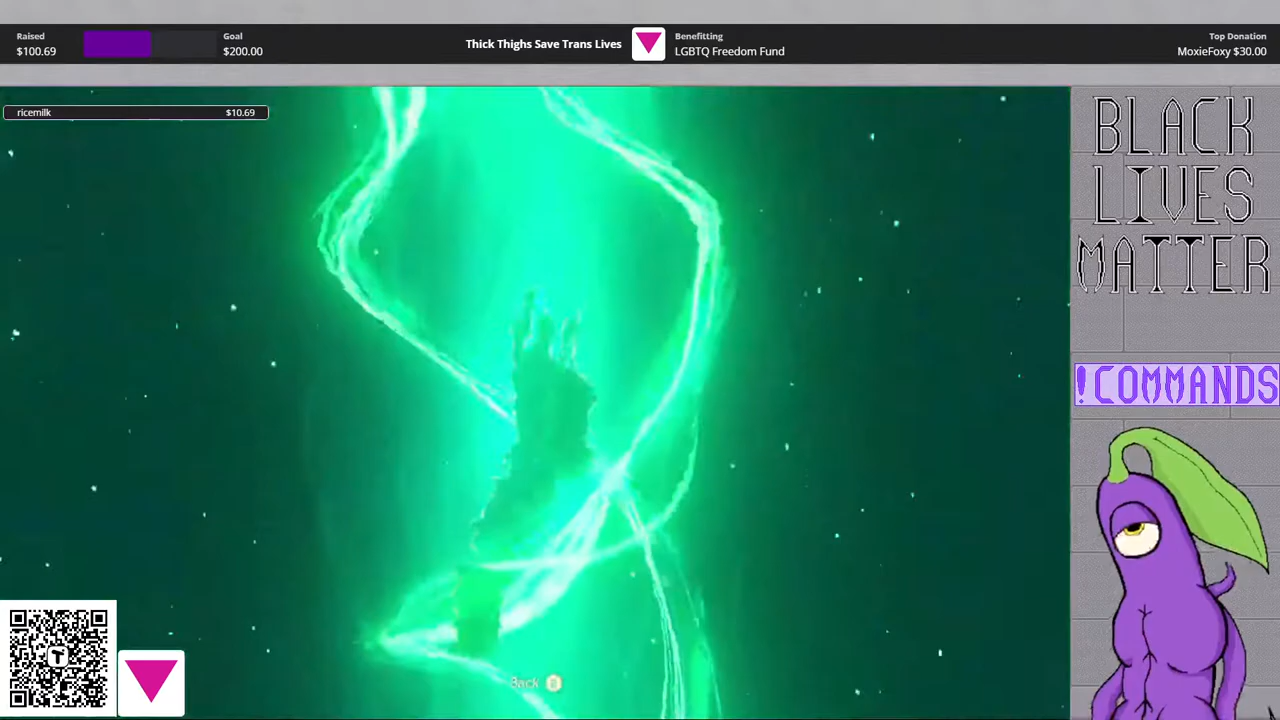 Raised
$100.69
Goal
$200.00
Thick Thighs Save Trans Lives
Benefitting
LGBTQ Freedom Fund
Top Donation
MoxieFoxy $30.00
ricemilk $10.69
BLACK
LIVES
MATTER
!COMMANDS
T
Back B